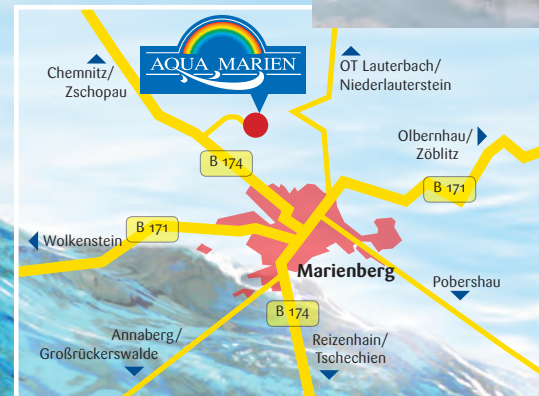 AQUA MARIEN
Chemnitz/
Zschopau
OT Lauterbach/
Niederlauterstein
Olbernhau/
Zöblitz
B 174
B 171
B 171
Wolkenstein
Marienberg
Pobershau
B 174
Annaberg/
Großrückerswalde
Reizenhain/
Tschechien